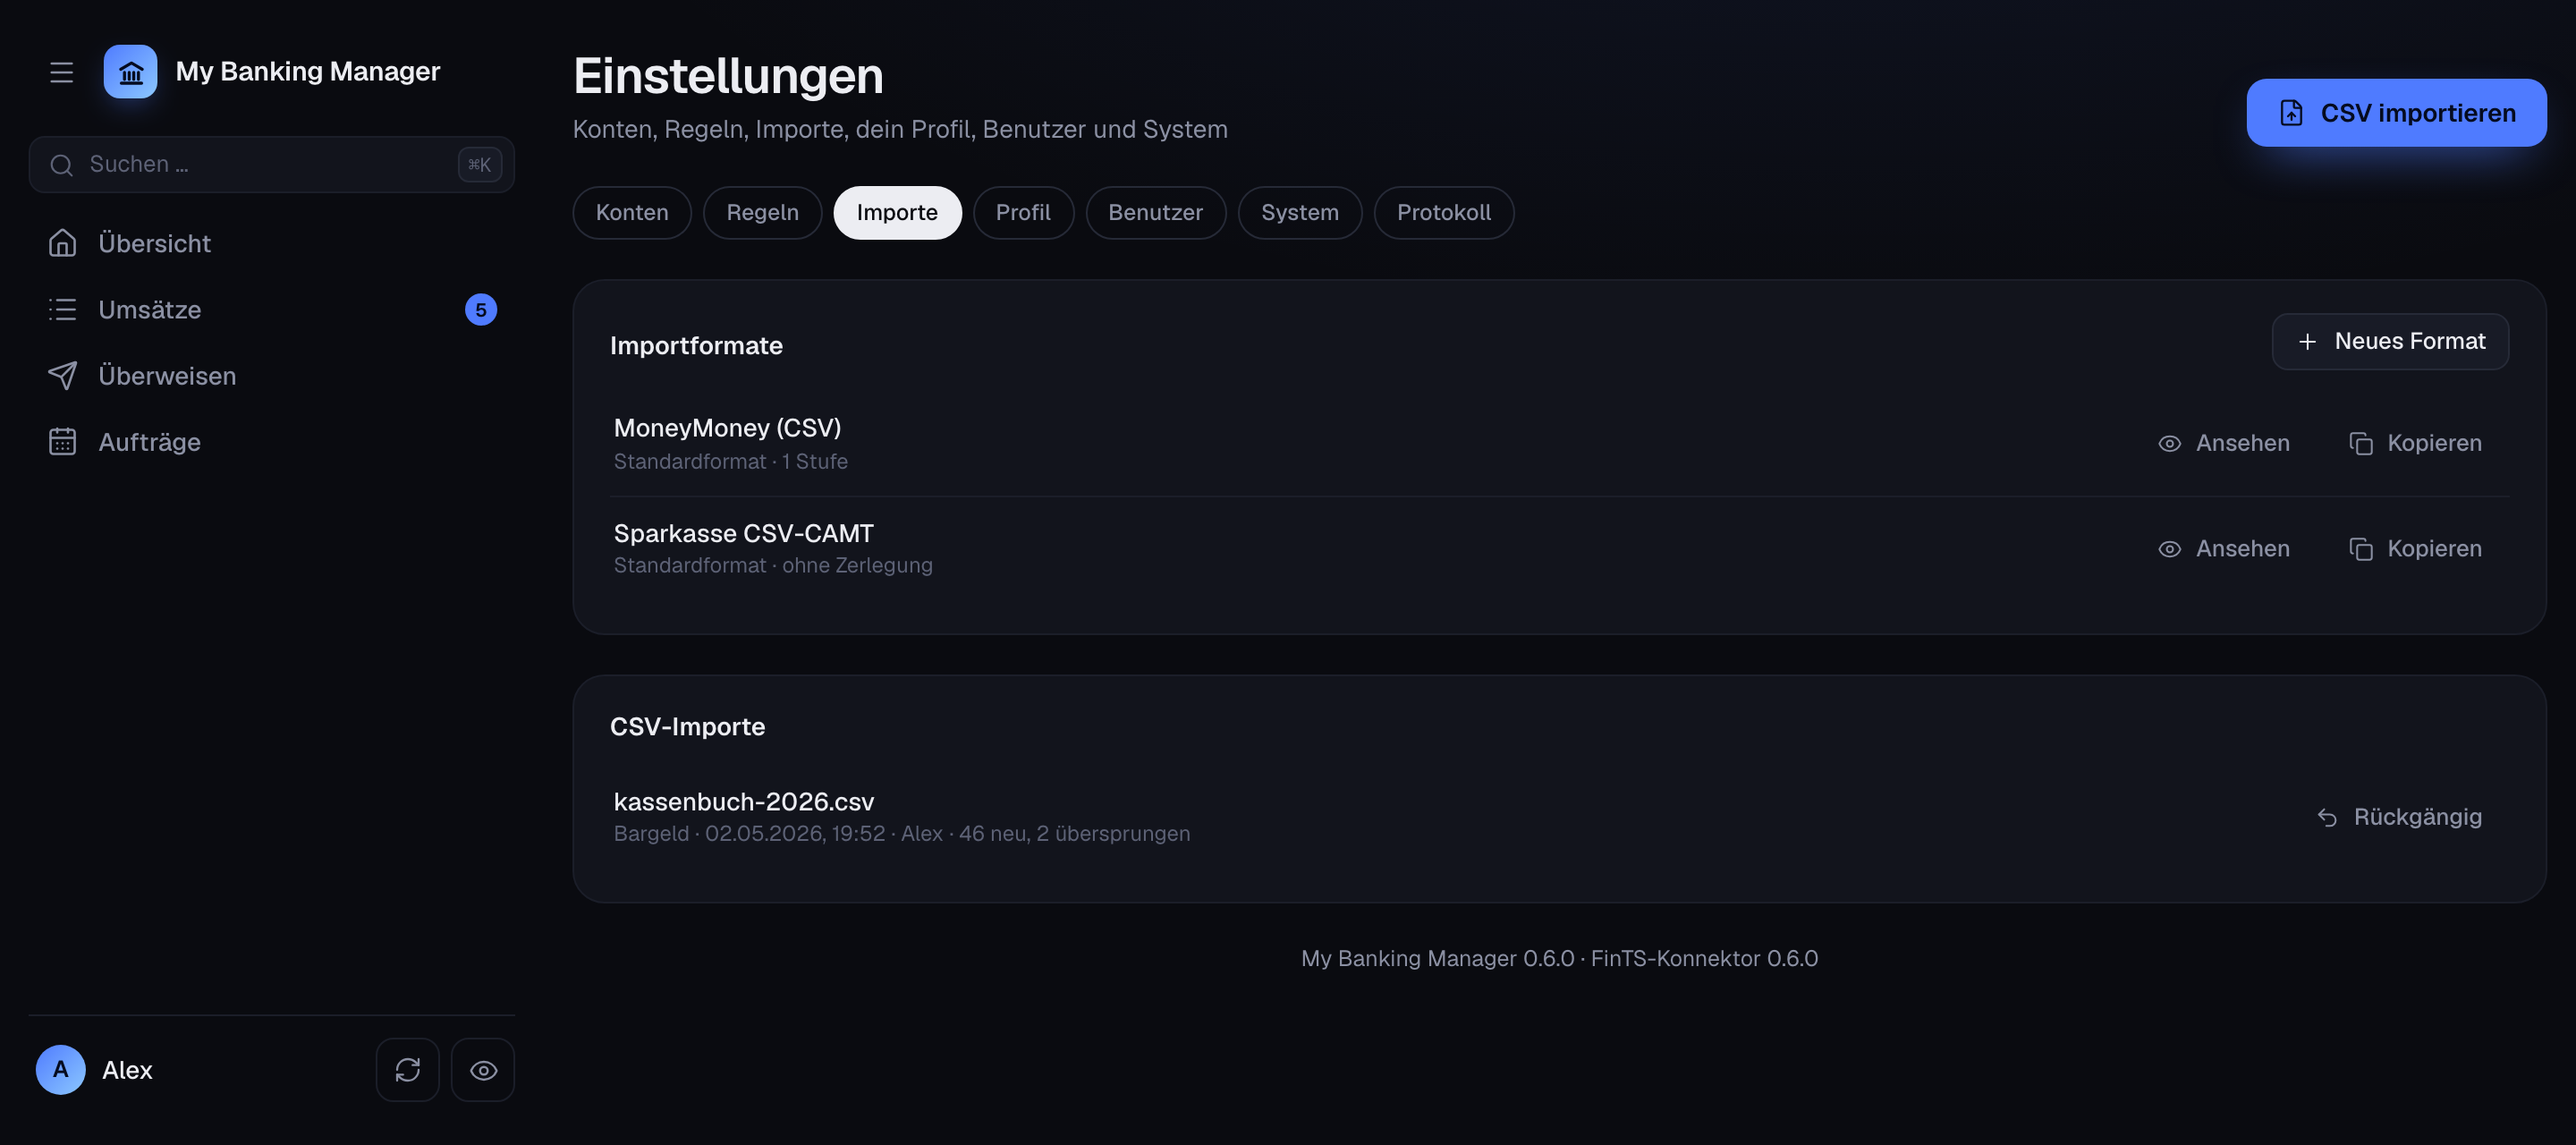 My Banking Manager
Suchen ...
⌘K
Übersicht
Umsätze
5
Überweisen
Aufträge
A
Alex
Einstellungen
Konten, Regeln, Importe, dein Profil, Benutzer und System
CSV importieren
Konten
Regeln
Importe
Profil
Benutzer
System
Protokoll
Importformate
Neues Format
MoneyMoney (CSV)
Standardformat · 1 Stufe
Ansehen
Kopieren
Sparkasse CSV-CAMT
Standardformat · ohne Zerlegung
Ansehen
Kopieren
CSV-Importe
kassenbuch-2026.csv
Bargeld · 02.05.2026, 19:52 · Alex · 46 neu, 2 übersprungen
Rückgängig
My Banking Manager 0.6.0 · FinTS-Konnektor 0.6.0